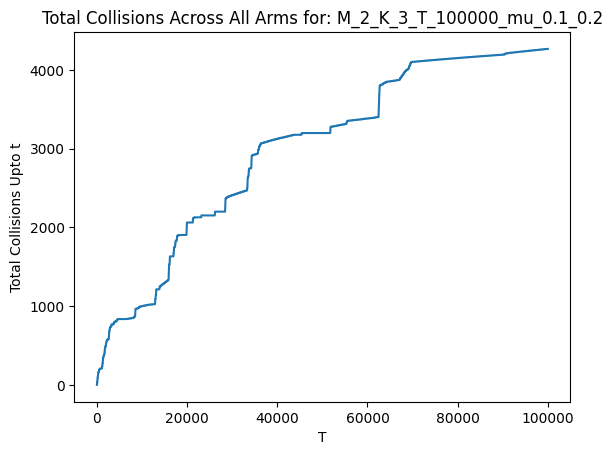 Total Collisions Across All Arms for: M_2_K_3_T_100000_mu_0.1_0.2
Total Collisions Upto t
4000
3000
2000
1000
0
0 20000 40000 60000 80000 100000
T